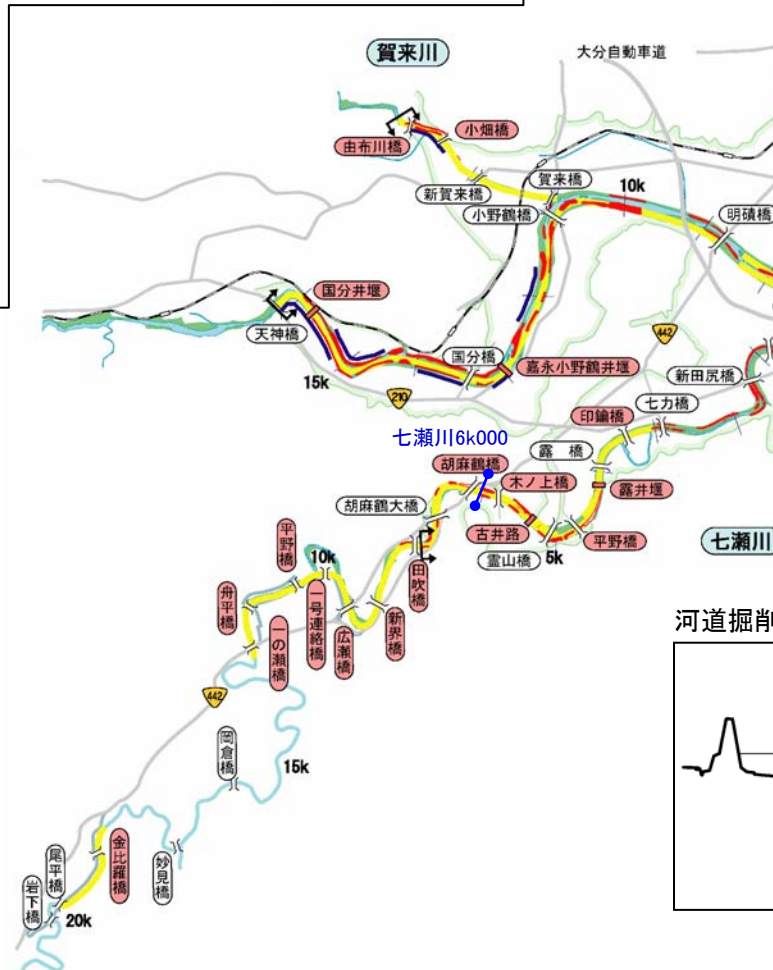 賀来川
大分自動車道
小畑橋
由布川橋
新賀来橋
賀来橋
10k
小野鶴橋
明磧橋
国分井堰
天神橋
国分橋
嘉永小野鶴井堰
442
新田尻橋
15k
210
七力橋
印鑰橋
七瀬川6k000
胡麻鶴橋
露 橋
木ノ上橋
露井堰
胡麻鶴大橋
古井路
平野橋
霊山橋
5k
七瀬川
平野橋
10k
田吹橋
舟平橋
一号連絡橋
新界橋
広瀬橋
一の瀬橋
河道掘削
442
岡倉橋
15k
金比羅橋
妙見橋
尾平橋
岩下橋
20k